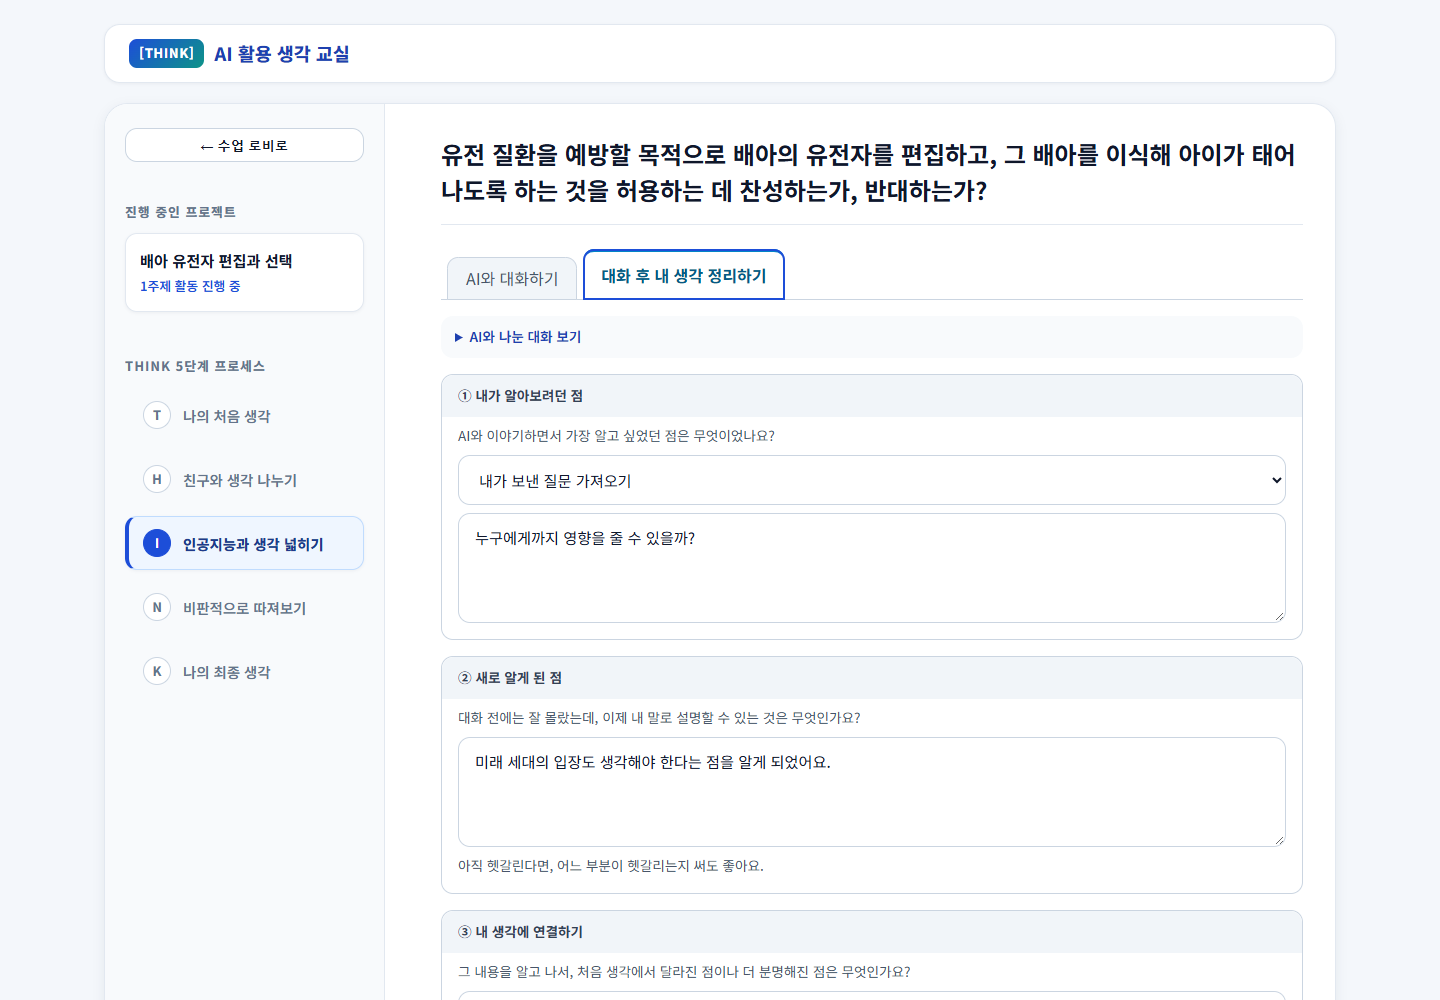 [THINK] AI 활용 생각 교실
← 수업 로비로
진행 중인 프로젝트
배아 유전자 편집과 선택
1주제 활동 진행 중
THINK 5단계 프로세스
T 나의 처음 생각
H 친구와 생각 나누기
I 인공지능과 생각 넓히기
N 비판적으로 따져보기
K 나의 최종 생각
유전 질환을 예방할 목적으로 배아의 유전자를 편집하고, 그 배아를 이식해 아이가 태어
나도록 하는 것을 허용하는 데 찬성하는가, 반대하는가?
AI와 대화하기
대화 후 내 생각 정리하기
▶ AI와 나눈 대화 보기
① 내가 알아보려던 점
AI와 이야기하면서 가장 알고 싶었던 점은 무엇이었나요?
내가 보낸 질문 가져오기
누구에게까지 영향을 줄 수 있을까?
② 새로 알게 된 점
대화 전에는 잘 몰랐는데, 이제 내 말로 설명할 수 있는 것은 무엇인가요?
미래 세대의 입장도 생각해야 한다는 점을 알게 되었어요.
아직 헷갈린다면, 어느 부분이 헷갈리는지 써도 좋아요.
③ 내 생각에 연결하기
그 내용을 알고 나서, 처음 생각에서 달라진 점이나 더 분명해진 점은 무엇인가요?